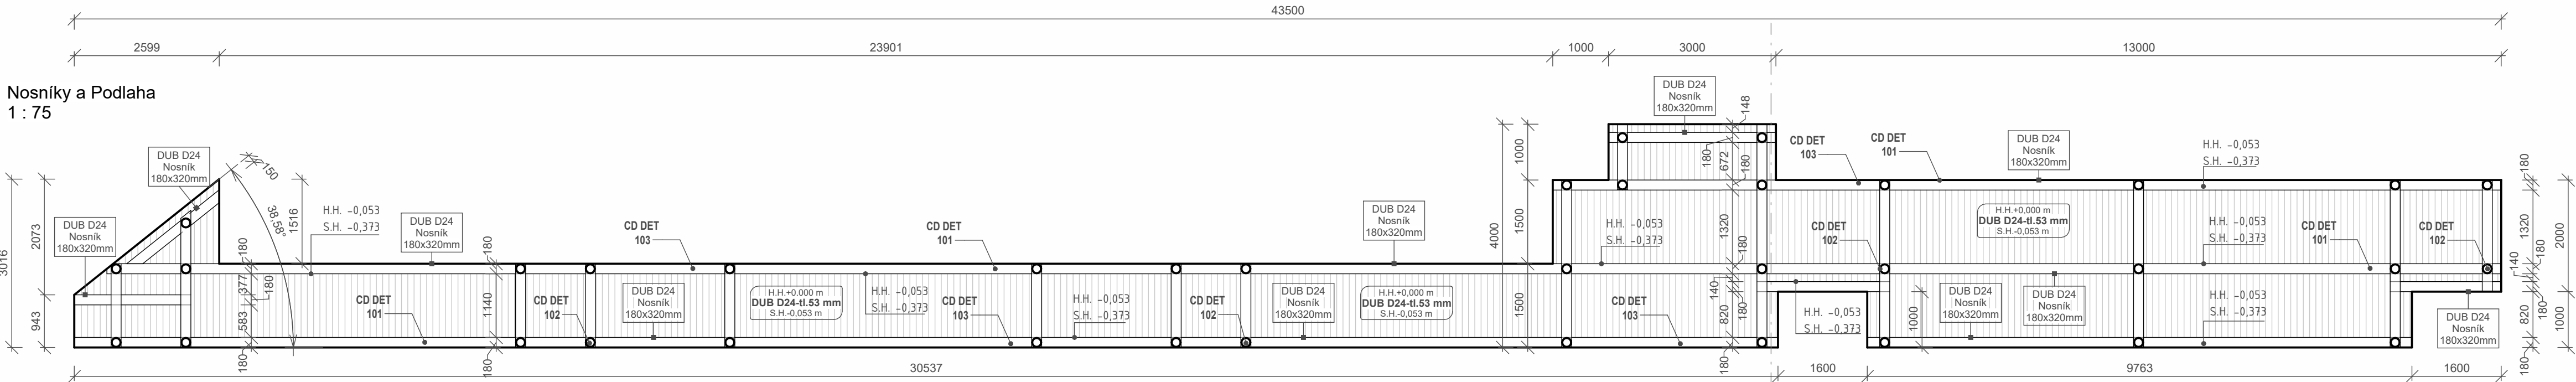 43500
2599
23901
1000
3000
13000
Nosníky a Podlaha
1 : 75
DUB D24
Nosník
180x320mm
148
1000
180
672
180
CD DET
103
CD DET
101
DUB D24
Nosník
180x320mm
H.H. -0,053
S.H. -0,373
180
DUB D24
Nosník
180x320mm
150
38.58°
1516
H.H. -0,053
S.H. -0,373
DUB D24
Nosník
180x320mm
3016
2073
943
DUB D24
Nosník
180x320mm
CD DET
103
CD DET
101
DUB D24
Nosník
180x320mm
4000
1500
1500
H.H. -0,053
S.H. -0,373
1320
180
140
820
180
180
CD DET
102
H.H.+0,000 m
DUB D24-tl.53 mm
S.H.-0,053 m
H.H. -0,053
S.H. -0,373
CD DET
101
CD DET
102
1320
180
140
2000
820
180
1000
180
180
377
180
583
180
CD DET
101
180
1140
180
CD DET
102
DUB D24
Nosník
180x320mm
H.H.+0,000 m
DUB D24-tl.53 mm
S.H.-0,053 m
H.H. -0,053
S.H. -0,373
CD DET
103
H.H. -0,053
S.H. -0,373
CD DET
102
DUB D24
Nosník
180x320mm
H.H.+0,000 m
DUB D24-tl.53 mm
S.H.-0,053 m
CD DET
103
H.H. -0,053
S.H. -0,373
1000
DUB D24
Nosník
180x320mm
DUB D24
Nosník
180x320mm
H.H. -0,053
S.H. -0,373
DUB D24
Nosník
180x320mm
30537
1600
9763
1600